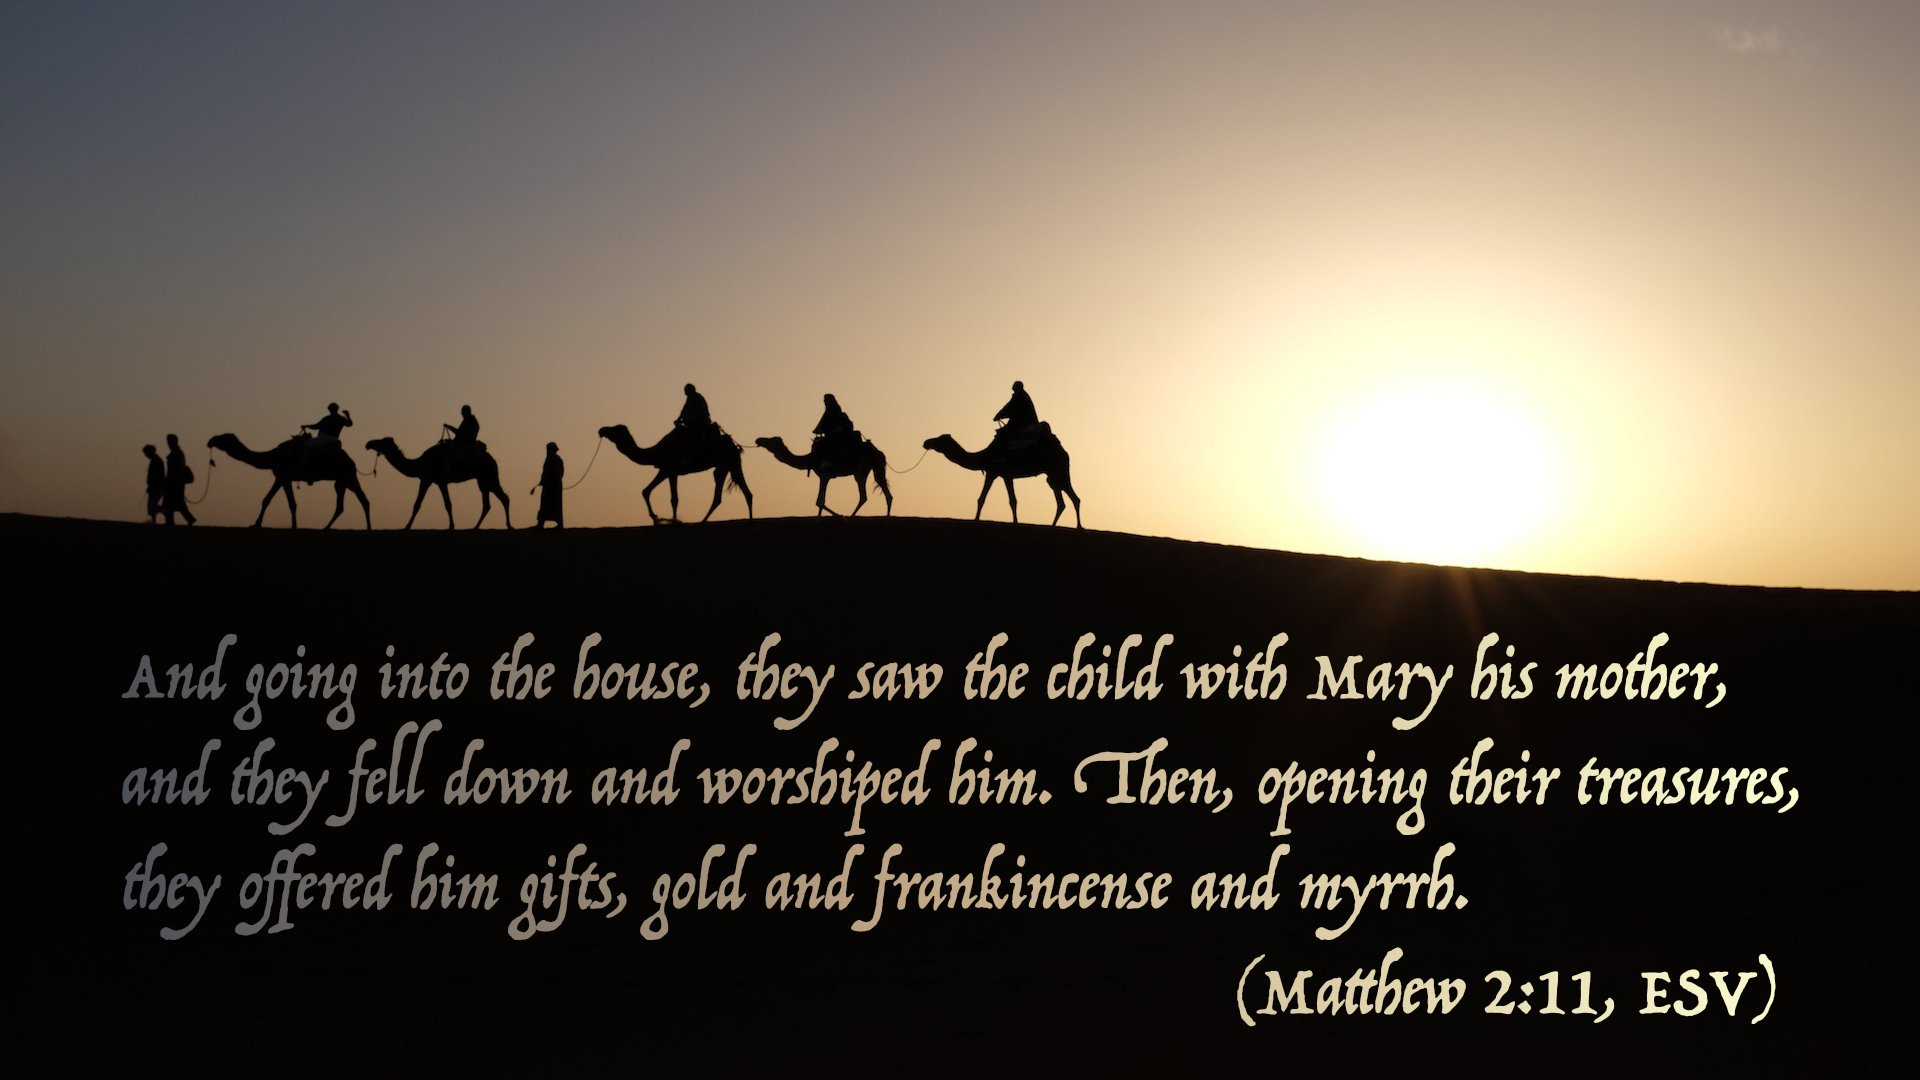 And going into the house, they saw the child with Mary his mother,
and they fell down and worshiped him. Then, opening their treasures,
they offered him gifts, gold and frankincense and myrrh.
(Matthew 2:11, ESV)